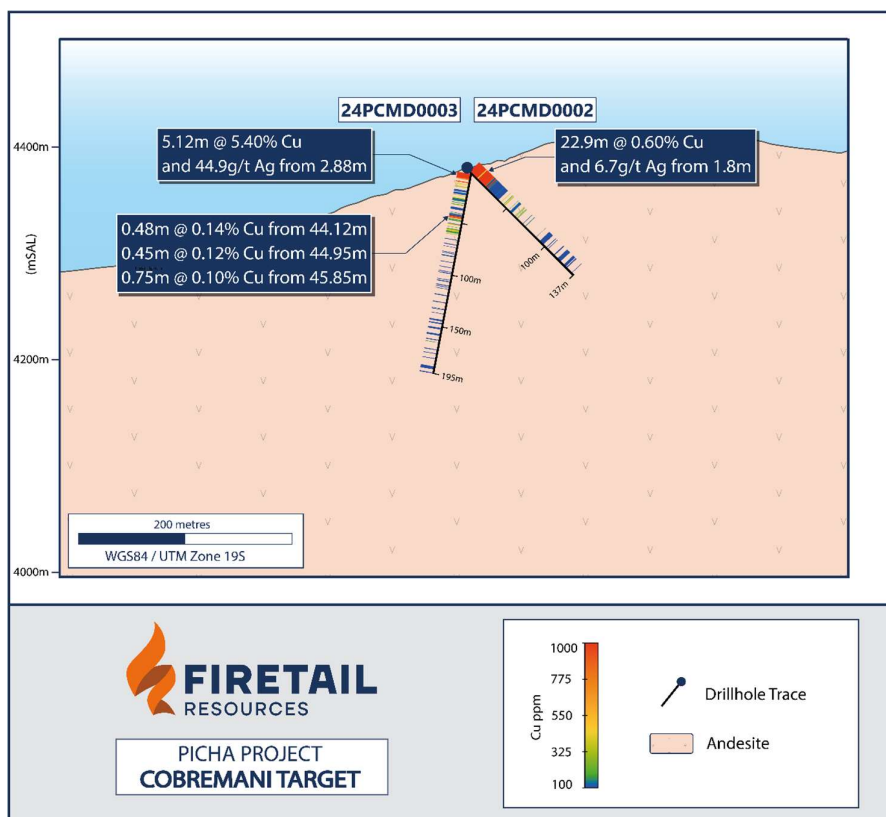 24PCMD0003
24PCMD0002
4400m
5.12m @ 5.40% Cu
and 44.9g/t Ag from 2.88m
22.9m @ 0.60% Cu
and 6.7g/t Ag from 1.8m
0.48m @ 0.14% Cu from 44.12m
0.45m @ 0.12% Cu from 44.95m
0.75m @ 0.10% Cu from 45.85m
(mSAL)
100m
137m
100m
150m
195m
4200m
200 metres
WGS84 / UTM Zone 19S
4000m
FIRETAIL
RESOURCES
PICHA PROJECT
COBREMANI TARGET
Cu ppm
1000
775
550
325
100
Drillhole Trace
Andesite